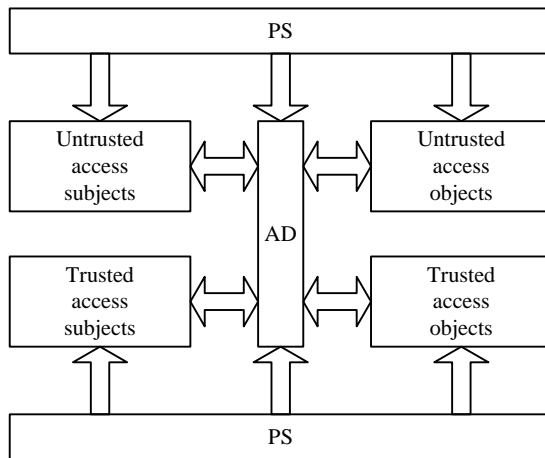 PS
Untrusted
access
subjects
Untrusted
access
objects
AD
Trusted
access
subjects
Trusted
access
objects
PS